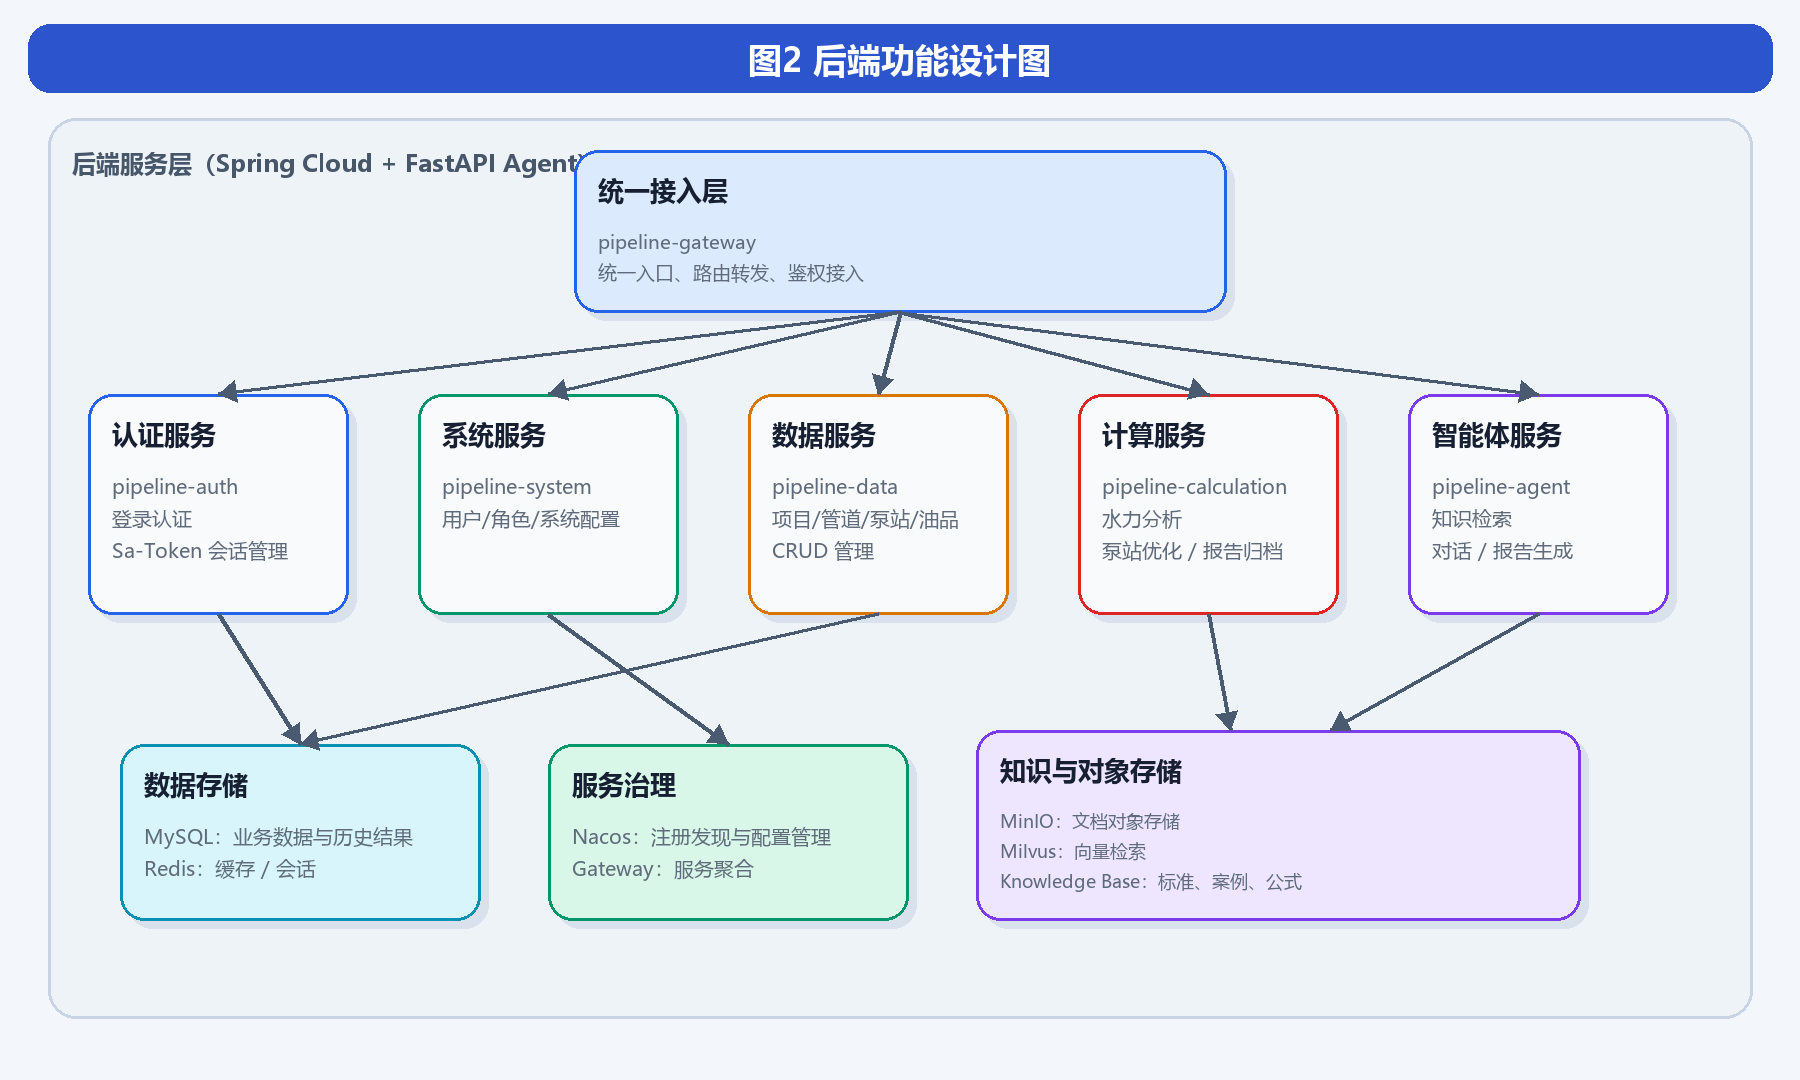 图2 后端功能设计图
后端服务层（Spring Cloud + FastAPI Agent）
统一接入层
pipeline-gateway
统一入口、路由转发、鉴权接入
认证服务
pipeline-auth
登录认证
Sa-Token 会话管理
系统服务
pipeline-system
用户/角色/系统配置
数据服务
pipeline-data
项目/管道/泵站/油品
CRUD 管理
计算服务
pipeline-calculation
水力分析
泵站优化 / 报告归档
智能体服务
pipeline-agent
知识检索
对话 / 报告生成
数据存储
MySQL：业务数据与历史结果
Redis：缓存 / 会话
服务治理
Nacos：注册发现与配置管理
Gateway：服务聚合
知识与对象存储
MinIO：文档对象存储
Milvus：向量检索
Knowledge Base：标准、案例、公式